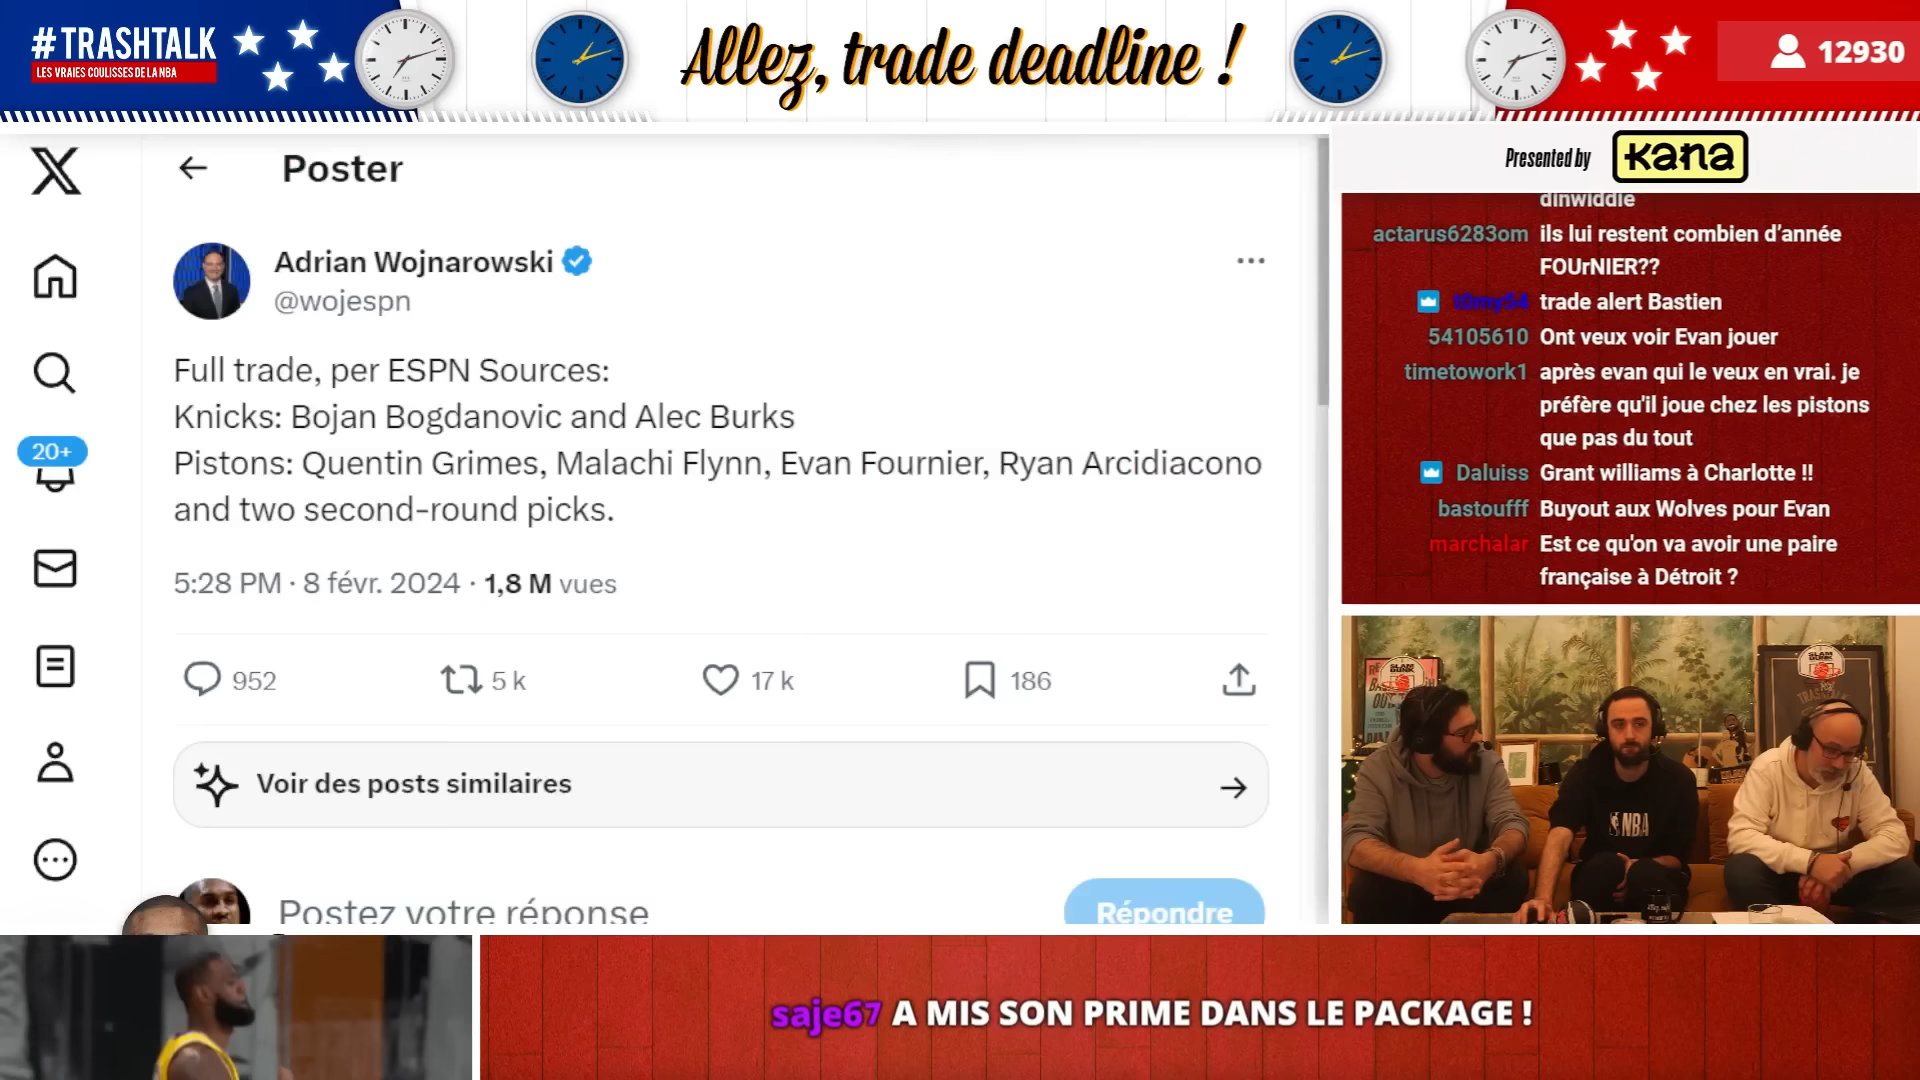 #TRASHTALK
LES VRAIES COULISSES DE LA NBA
Allez, trade deadline !
12930
Poster
Adrian Wojnarowski
@wojespn
Full trade, per ESPN Sources:
Knicks: Bojan Bogdanovic and Alec Burks
Pistons: Quentin Grimes, Malachi Flynn, Evan Fournier, Ryan Arcidiacono
and two second-round picks.
5:28 PM · 8 févr. 2024 · 1,8 M vues
952
5 k
17 k
186
20+
Voir des posts similaires
Postez votre réponse
Répondre
Presented by
kana
dinwiddie
actarus6283om ils lui restent combien d’année
FOUrNIER??
t0my54 trade alert Bastien
54105610 Ont veux voir Evan jouer
timetowork1 après evan qui le veux en vrai. je
préfère qu'il joue chez les pistons
que pas du tout
Daluiss Grant williams à Charlotte !!
bastoufff Buyout aux Wolves pour Evan
marchalar Est ce qu'on va avoir une paire
française à Détroit ?
SLAM
DUNK
SLAM
DUNK
NBA
saje67 A MIS SON PRIME DANS LE PACKAGE !